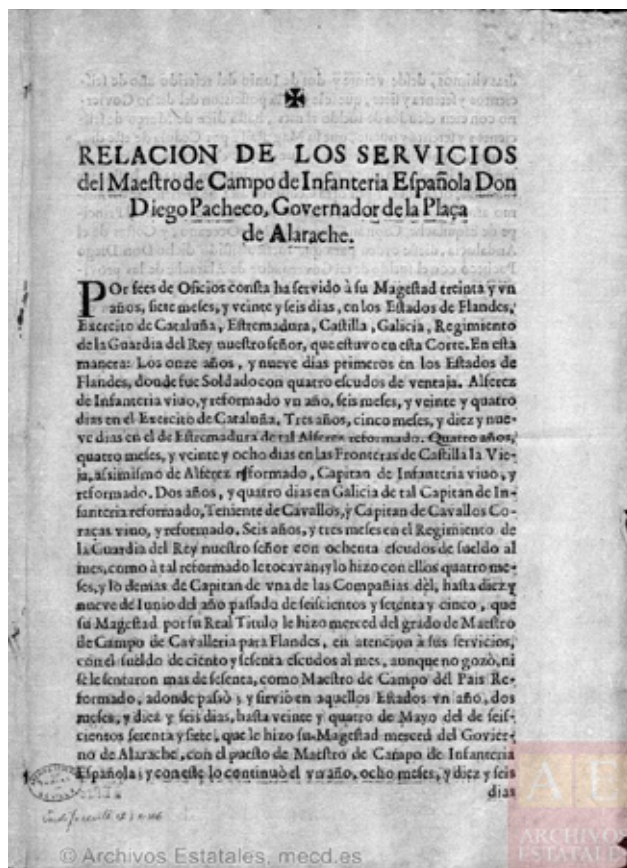 RELACION DE LOS SERVICIOS
del Maeſtro de Campo de Infanteria Eſpañola Don
Diego Pacheco, Governador de la Plaça
de Alarache.
POr fees de Oficios conſta ha ſervido à ſu Mageſtad treinta y vn
años, ſiete meſes, y veinte y ſeis dias, en los Eſtados de Flandes,
Exercito de Cataluña, Eſtremadura, Caſtilla, Galicia, Regimiento
de la Guardia del Rey nueſtro ſeñor, que eſtuvo en eſta Corte. En eſta
manera: Los onze años, y nueve dias primeros en los Eſtados de
Flandes, donde fue Soldado con quatro eſcudos de ventaja. Alferez
de Infanteria vivo, y reformado vn año, ſeis meſes, y veinte y quatro
dias en el Exercito de Cataluña. Tres años, cinco meſes, y diez y nue-
ve dias en el de Eſtremadura de tal Alferez reformado. Quatro años,
quatro meſes, y veinte y ocho dias en las Fronteras de Caſtilla la Vie-
ja, aſsimiſmo de Alferez reformado, Capitan de Infanteria vivo, y
reformado. Dos años, y quatro dias en Galicia de tal Capitan de In-
fanteria reformado, Teniente de Cavallos, y Capitan de Cavallos Co-
raças vivo, y reformado. Seis años, y tres meſes en el Regimiento de
la Guardia del Rey nueſtro ſeñor con ochenta eſcudos de ſueldo al
mes, como à tal reformado le tocavan; y lo hizo con ellos quatro me-
ſes, y lo demàs de Capitan de vna de las Compañias dèl, haſta diez y
nueve de Iunio del año paſſado de ſeiſcientos y ſetenta y cinco, que
ſu Mageſtad por ſu Real Titulo le hizo merced del grado de Maeſtro
de Campo de Cavalleria para Flandes, en atencion à ſus ſervicios,
con el ſueldo de ciento y ſeſenta eſcudos al mes, aunque no gozò, ni
ſe le ſentaron mas de ſeſenta, como Maeſtro de Campo del Pais Re-
formado, adonde paſsò; y ſirviò en aquellos Eſtados vn año, dos
meſes, y diez y ſeis dias, haſta veinte y quatro de Mayo del de ſeiſ-
cientos ſetenta y ſiete, que le hizo ſu Mageſtad merced del Govier-
no de Alarache, con el pueſto de Maeſtro de Campo de Infanteria
Eſpañola; y con eſte lo continuò el vn año, ocho meſes, y diez y ſeis
dias
AE
ARCHIVOS
ESTATALES
© Archivos Estatales, mecd.es